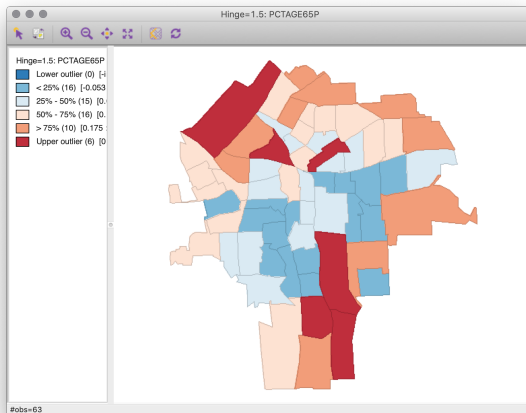 Hinge=1.5: PCTAGE65P
Hinge=1.5: PCTAGE65P
Lower outlier (0) [-i
< 25% (16) [-0.053
25% - 50% (15) [0.
50% - 75% (16) [0.
> 75% (10) [0.175
Upper outlier (6) [0
#obs=63